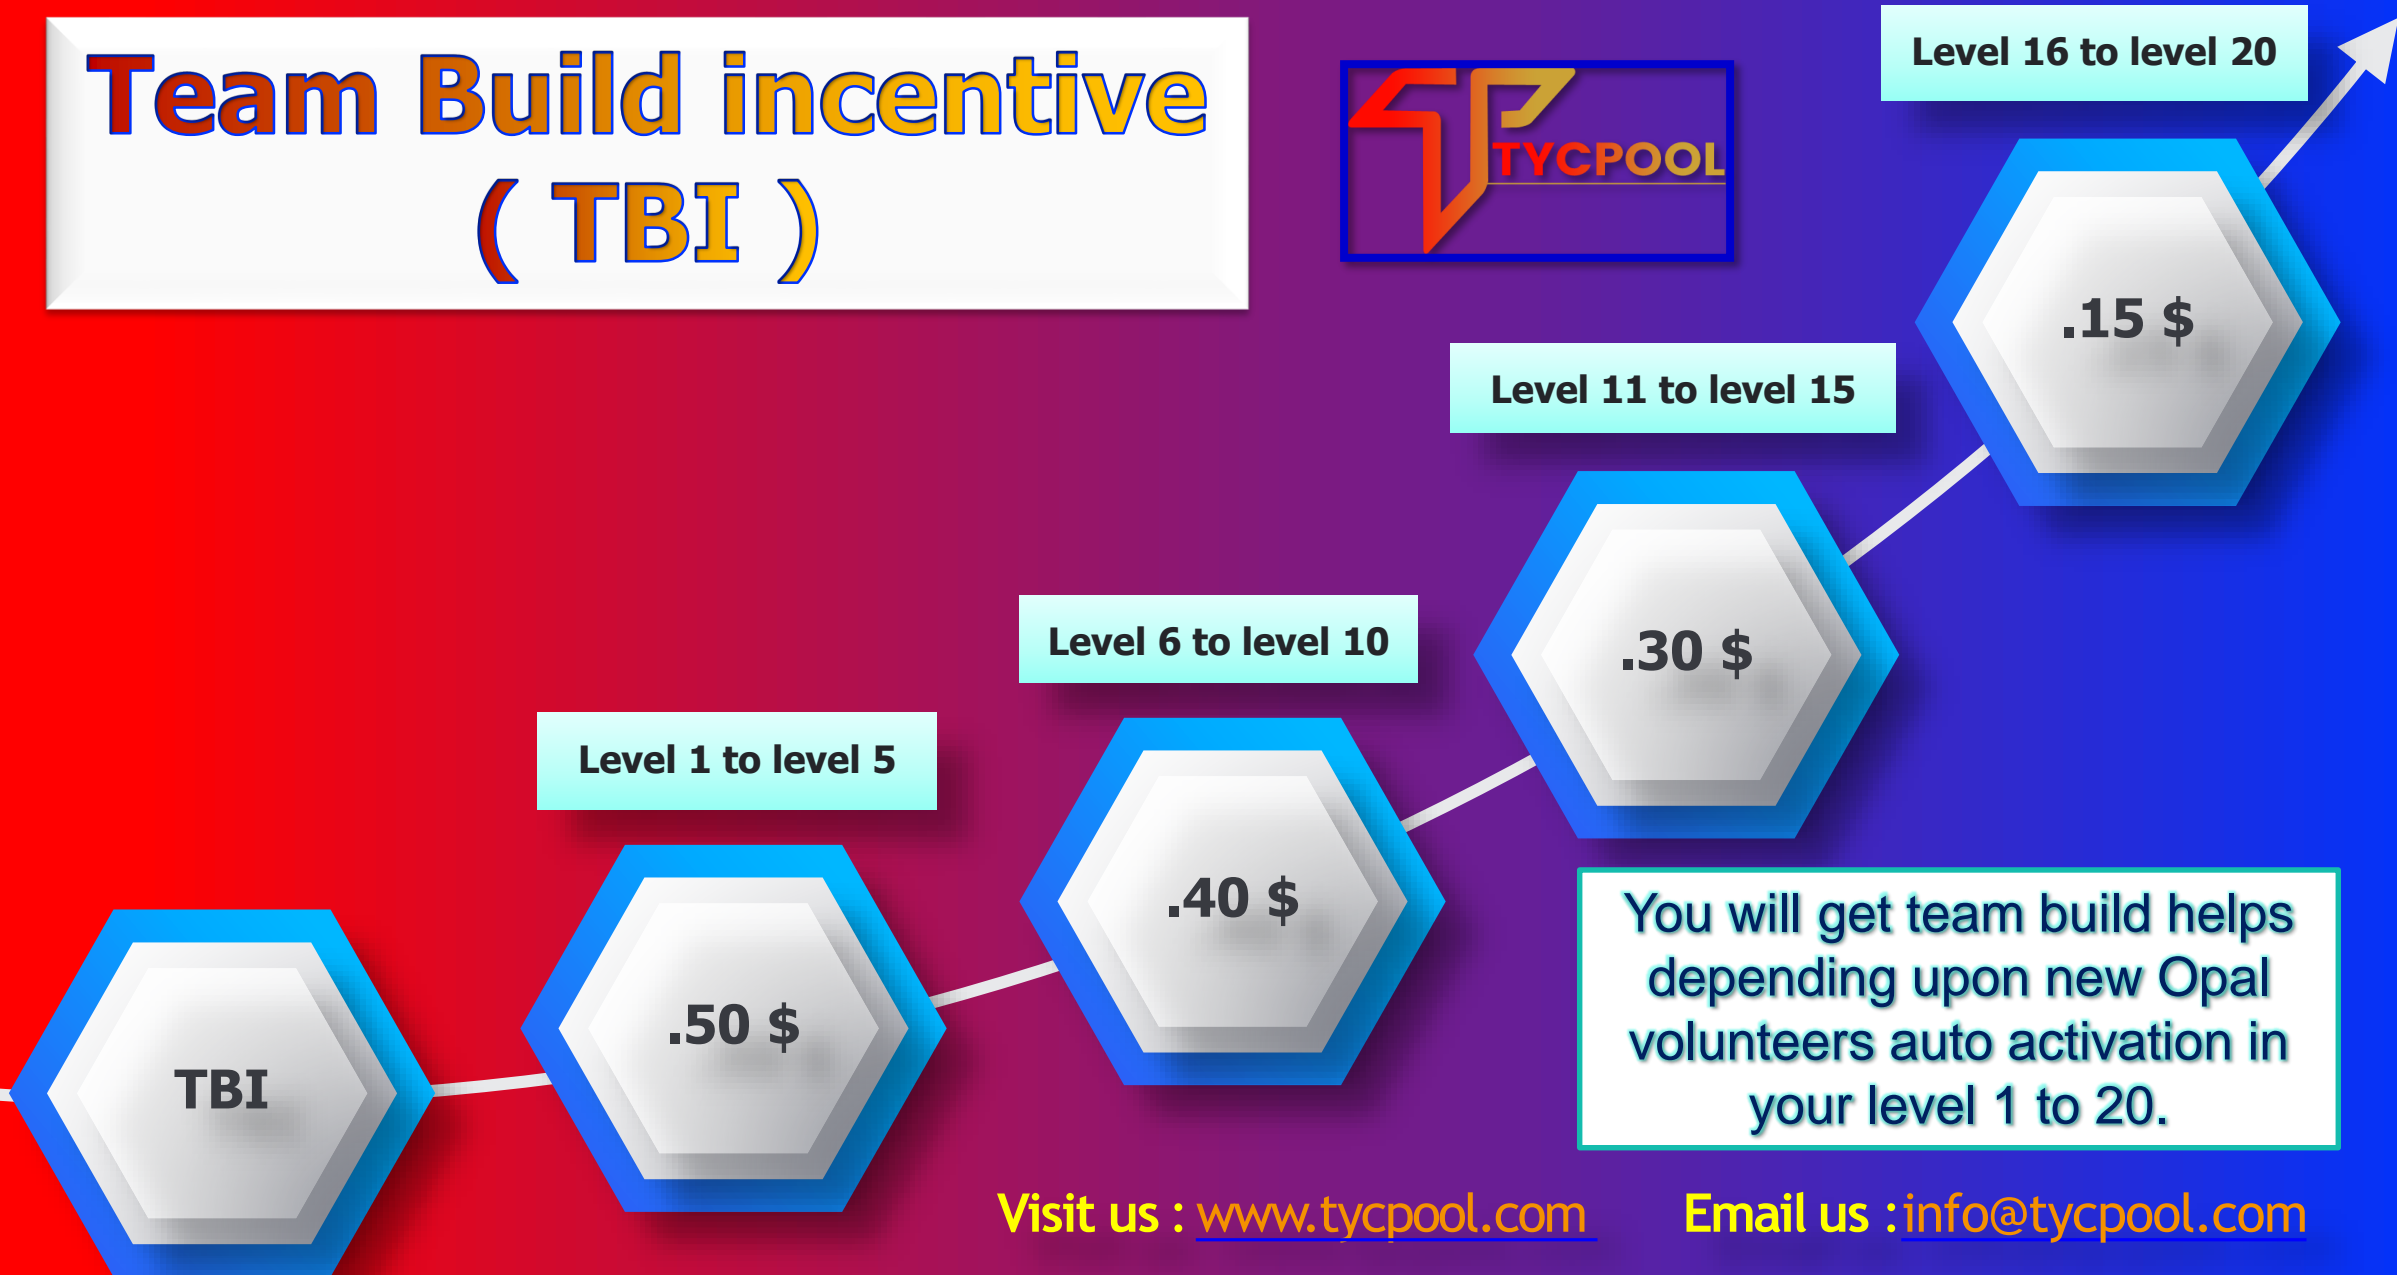 Team Build incentive
( TBI )
TYCPOOL
Level 16 to level 20
.15 $
Level 11 to level 15
.30 $
Level 6 to level 10
.40 $
Level 1 to level 5
.50 $
TBI
You will get team build helps
depending upon new Opal
volunteers auto activation in
your level 1 to 20.
Visit us : www.tycpool.com
Email us :info@tycpool.com